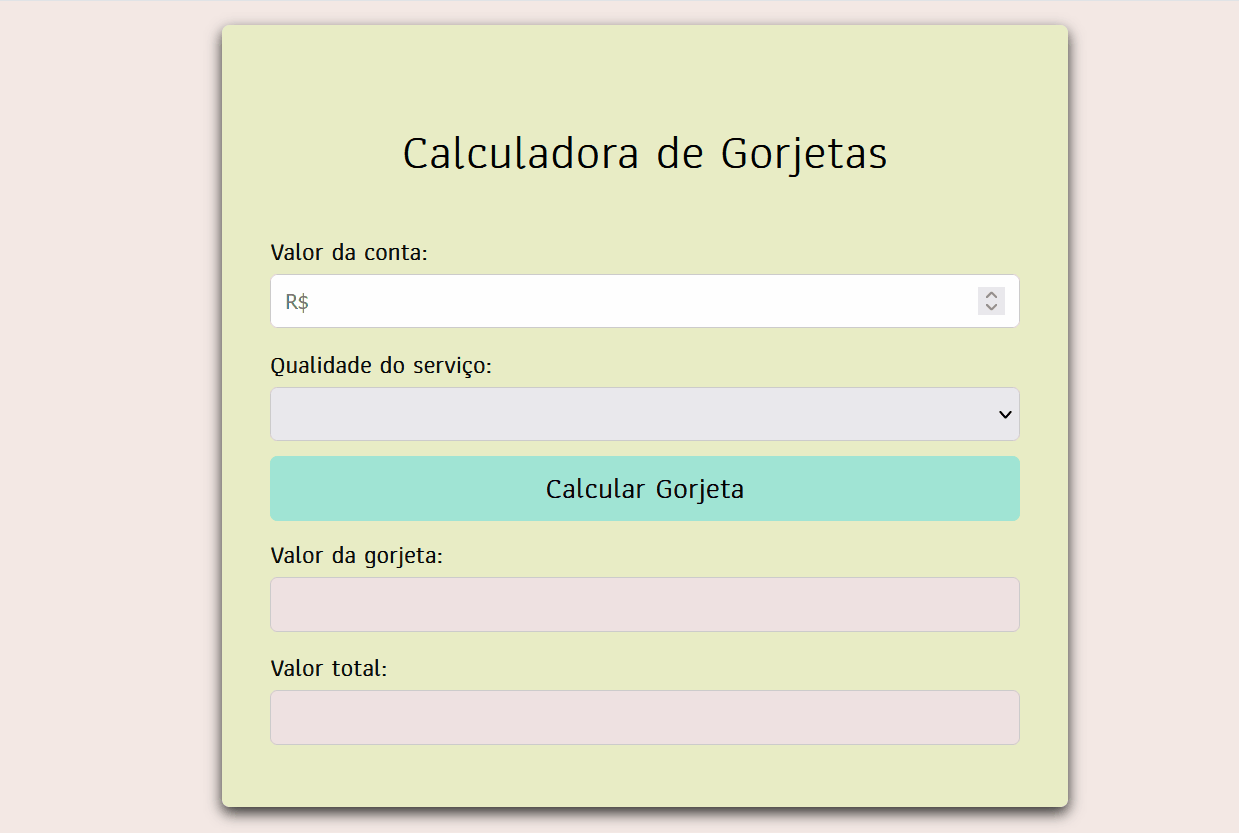 Calculadora de Gorjetas
Valor da conta:
R$
Qualidade do serviço:
Calcular Gorjeta
Valor da gorjeta:
Valor total: